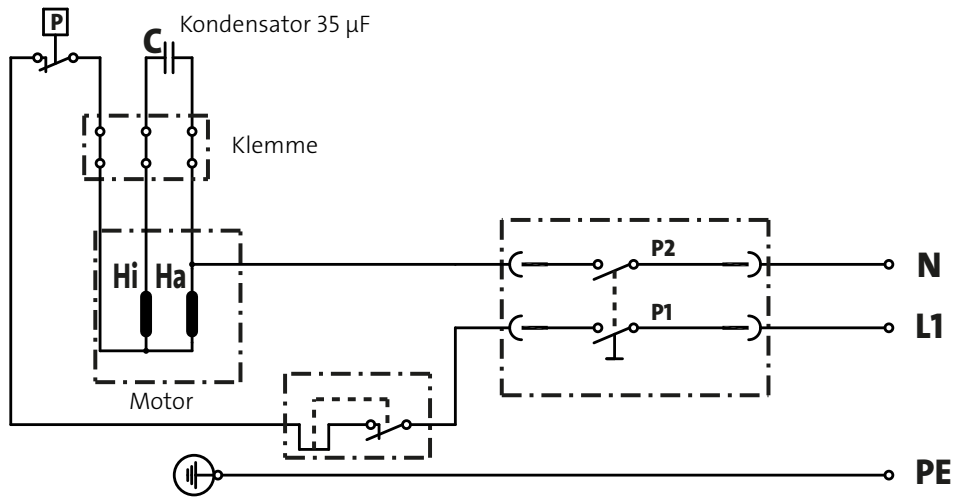 P
C
Kondensator 35 µF
Klemme
Hi
Ha
Motor
P2
N
P1
L1
PE